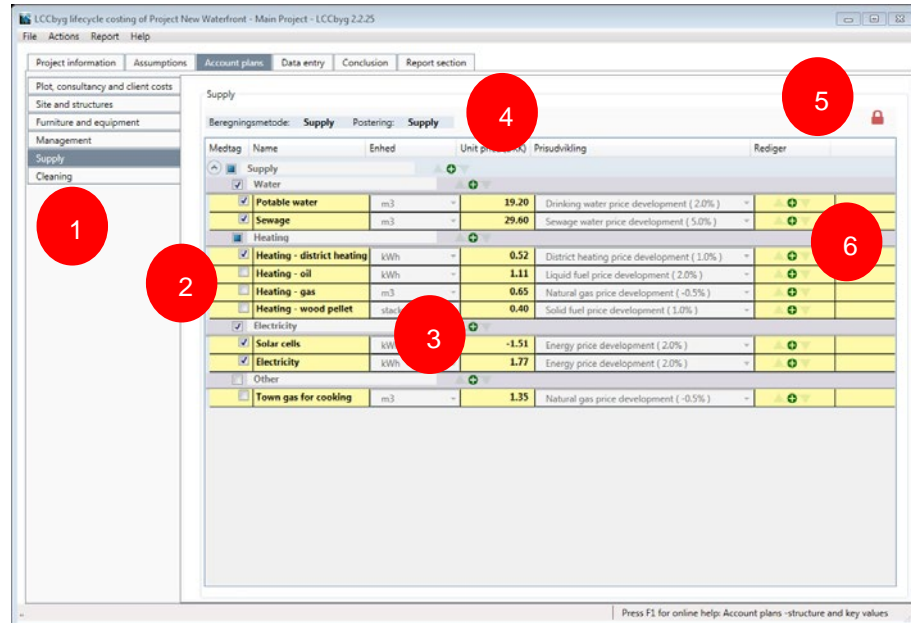 LCCbyg lifecycle costing of Project New Waterfront - Main Project - LCCbyg 2.2.25
File Actions Report Help
Project information Assumptions Account plans Data entry Conclusion Report section
Plot, consultancy and client costs
Site and structures
Furniture and equipment
Management
Supply
Cleaning
Supply
Beregningsmetode: Supply Postering: Supply
Medtag Name Enhed Unit Prisudvikling Rediger
Supply
Water
Potable water m3 19.20 Drinking water price development ( 2.0% )
Sewage m3 29.60 Sewage water price development ( 5.0% )
Heating
Heating - district heating kWh 0.52 District heating price development ( 1.0% )
Heating - oil kWh 1.11 Liquid fuel price development ( 2.0% )
Heating - gas m3 0.65 Natural gas price development ( -0.5% )
Heating - wood pellet 0.40 Solid fuel price development ( 1.0% )
Electricity
Solar cells -1.51 Energy price development ( 2.0% )
Electricity kWh 1.77 Energy price development ( 2.0% )
Other
Town gas for cooking m3 1.35 Natural gas price development ( -0.5% )
1
2
3
4
5
6
Press F1 for online help: Account plans -structure and key values